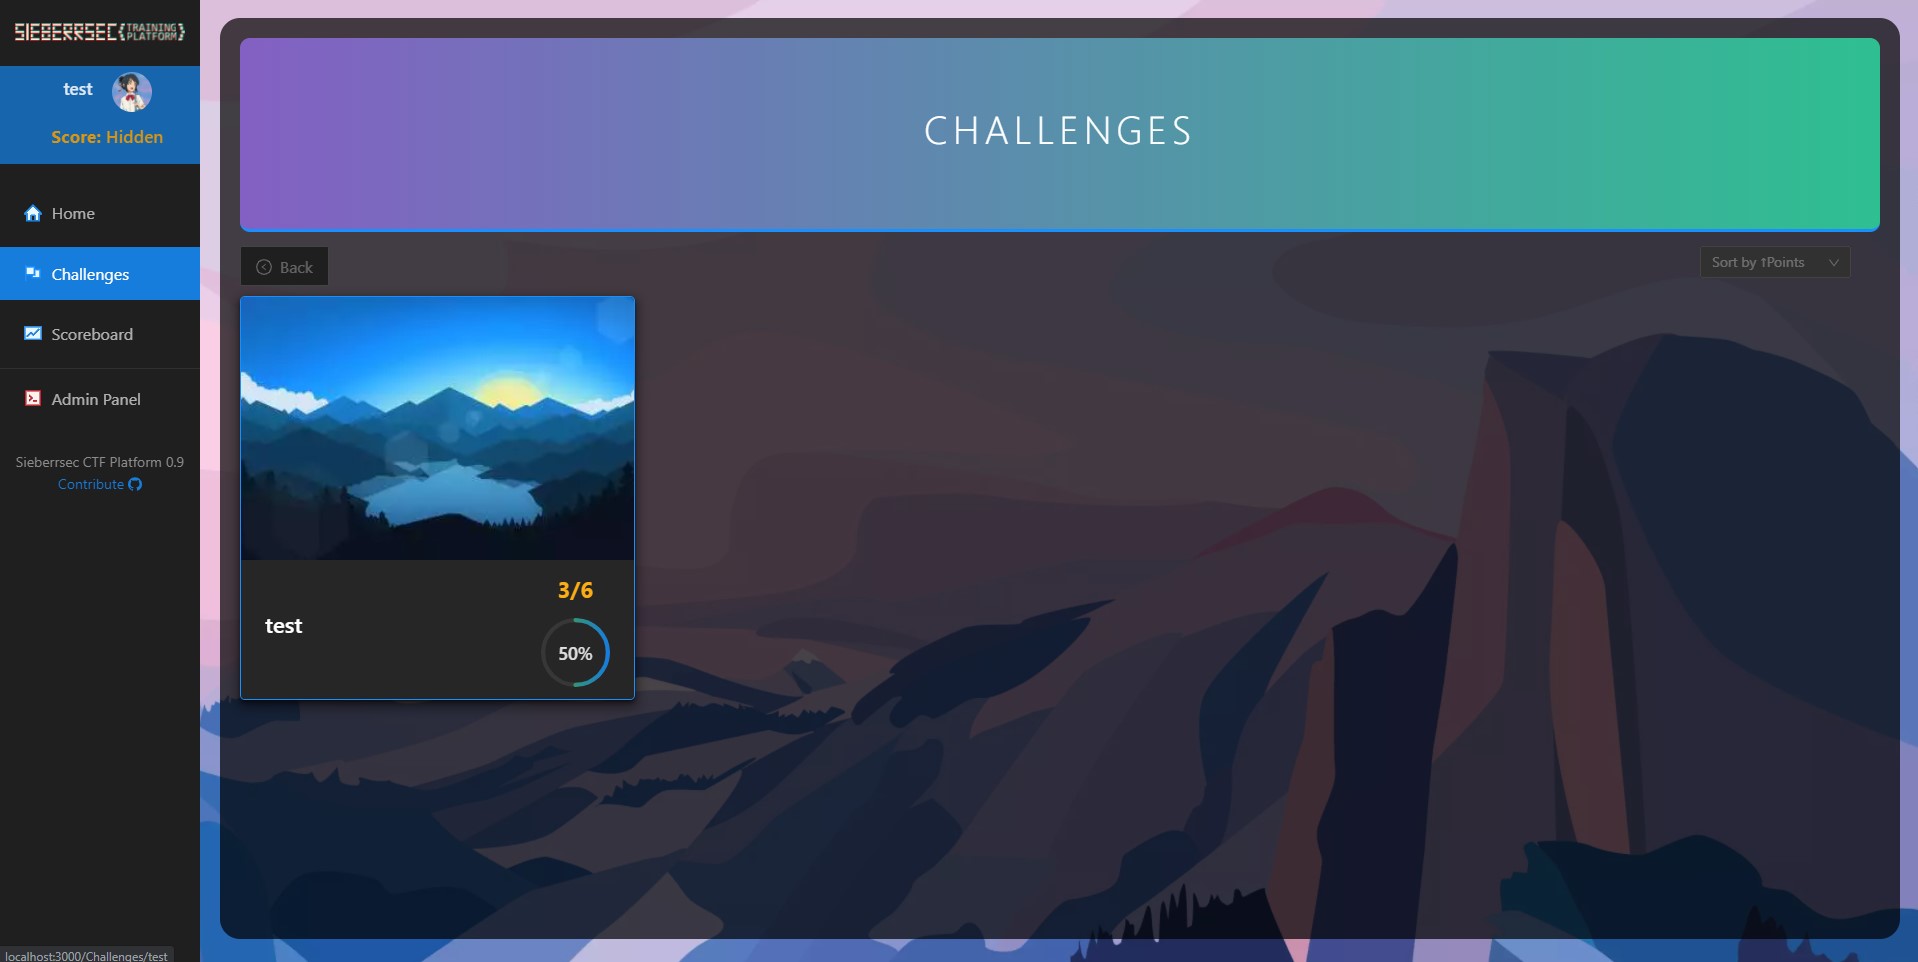 SIEBERRSEC{TRAINING PLATFORM}
test
Score: Hidden
Home
Challenges
Scoreboard
Admin Panel
Sieberrsec CTF Platform 0.9
Contribute
CHALLENGES
Back
Sort by ↑Points
3/6
test
50%
localhost:3000/Challenges/test